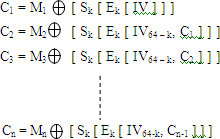 C₁ = M₁ ⊕ [ Sₖ [ Eₖ [ IV ] ] ]
C₂ = M₂ ⊕ [ Sₖ [ Eₖ [ IV₆₄₋ₖ, C₁ ] ] ]
C₃ = M₃ ⊕ [ Sₖ [ Eₖ [ IV₆₄₋ₖ, C₂ ] ] ]
Cₙ = Mₙ ⊕ [ Sₖ [ Eₖ [ IV₆₄₋ₖ, Cₙ₋₁ ] ] ]